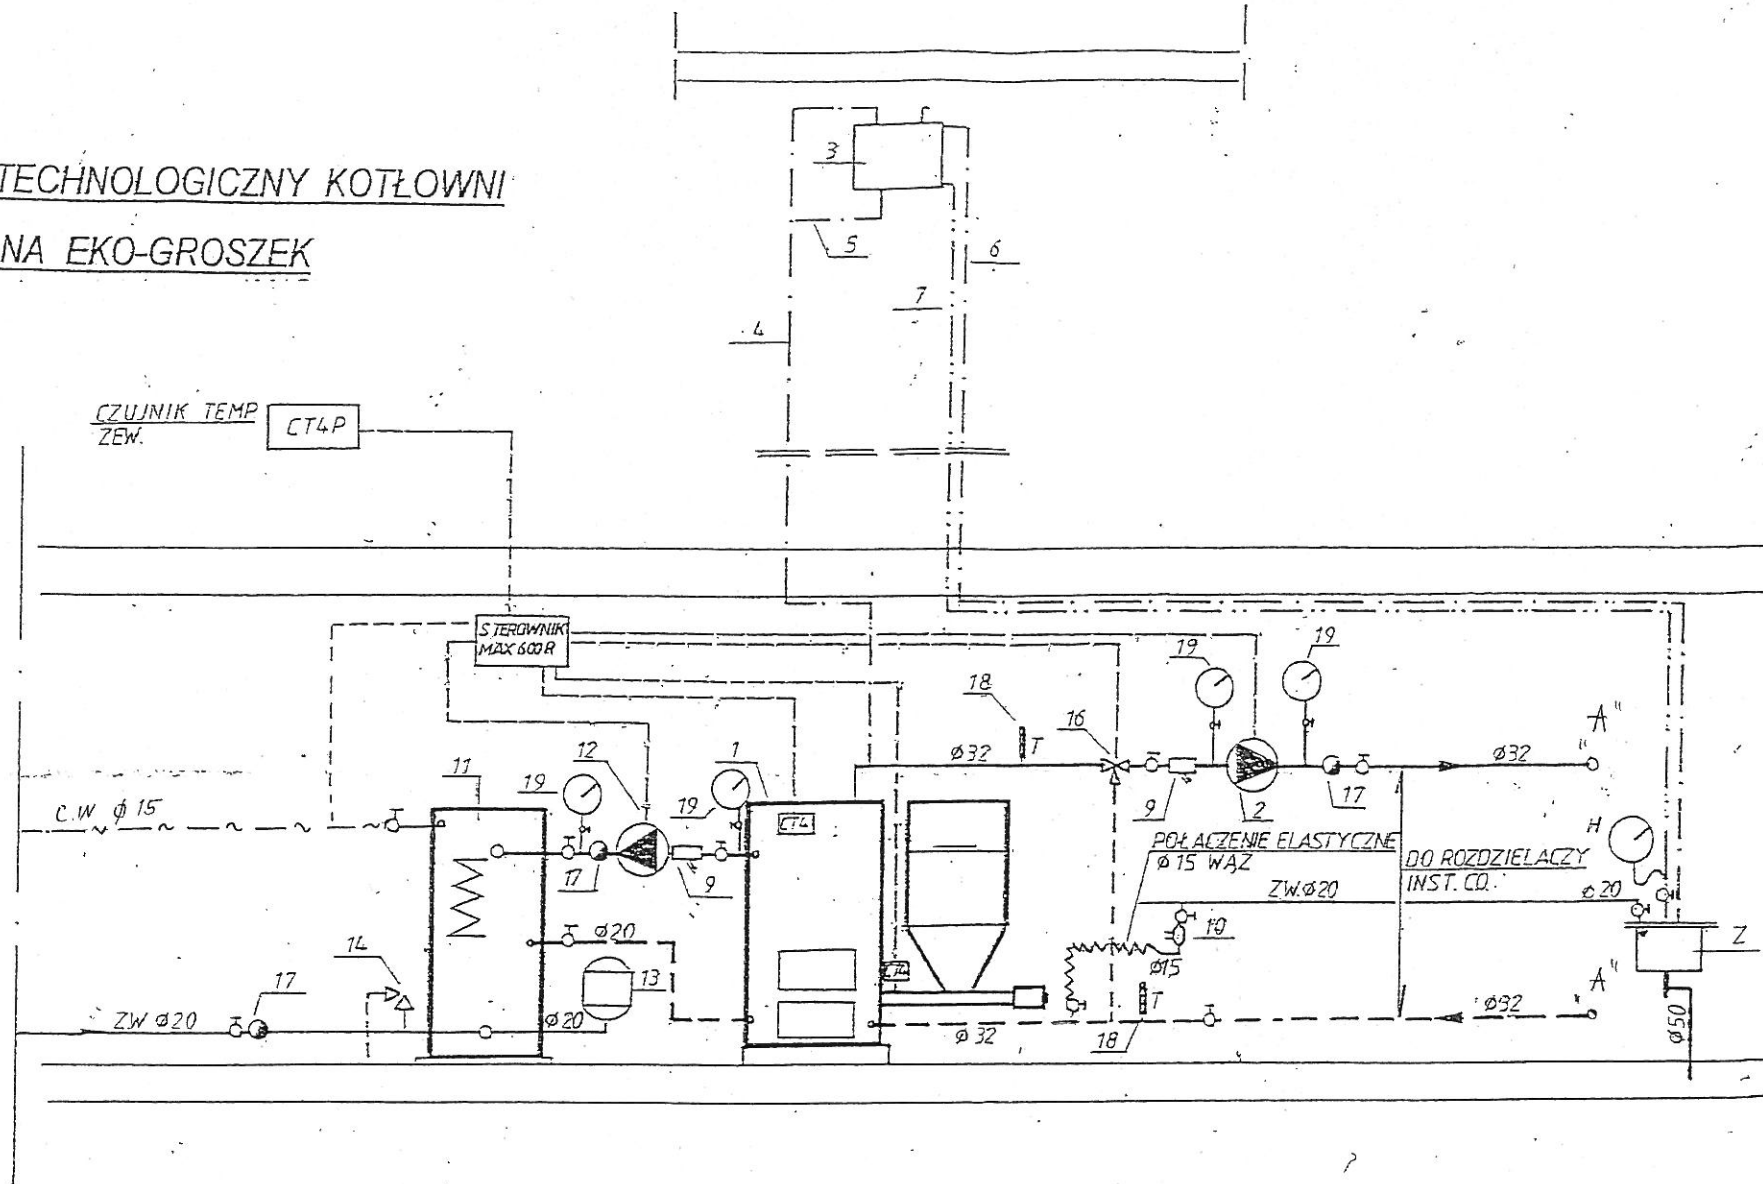 TECHNOLOGICZNY KOTŁOWNI
NA EKO-GROSZEK
3
5
6
7
4
CZUJNIK TEMP
ZEW.
CT4P
STEROWNIK
MAX 600R
19
19
18
16
T
Ø32
A"
"
Ø32
12
1
11
19
19
C.W Ø 15
CT4
9
2
17
H
POŁĄCZENIE ELASTYCZNE
Ø 15 WĄŻ
DO ROZDZIELACZY
INST. CO.
17
9
ZW.Ø20
Ø20
14
Ø20
10
Z
17
13
CT4
Ø15
T
A"
"
ZW Ø20
Ø20
Ø 32
18
Ø32
Ø50